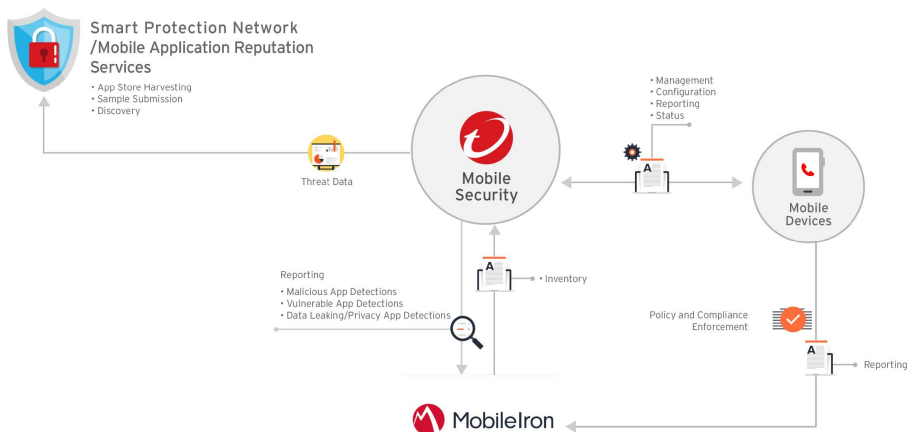 Smart Protection Network
/Mobile Application Reputation
Services
• App Store Harvesting
• Sample Submission
• Discovery
Threat Data
Mobile
Security
• Management
• Configuration
• Reporting
• Status
A
Mobile
Devices
Reporting
• Malicious App Detections
• Vulnerable App Detections
• Data Leaking/Privacy App Detections
A
• Inventory
Policy and Compliance
Enforcement
A
• Reporting
MobileIron